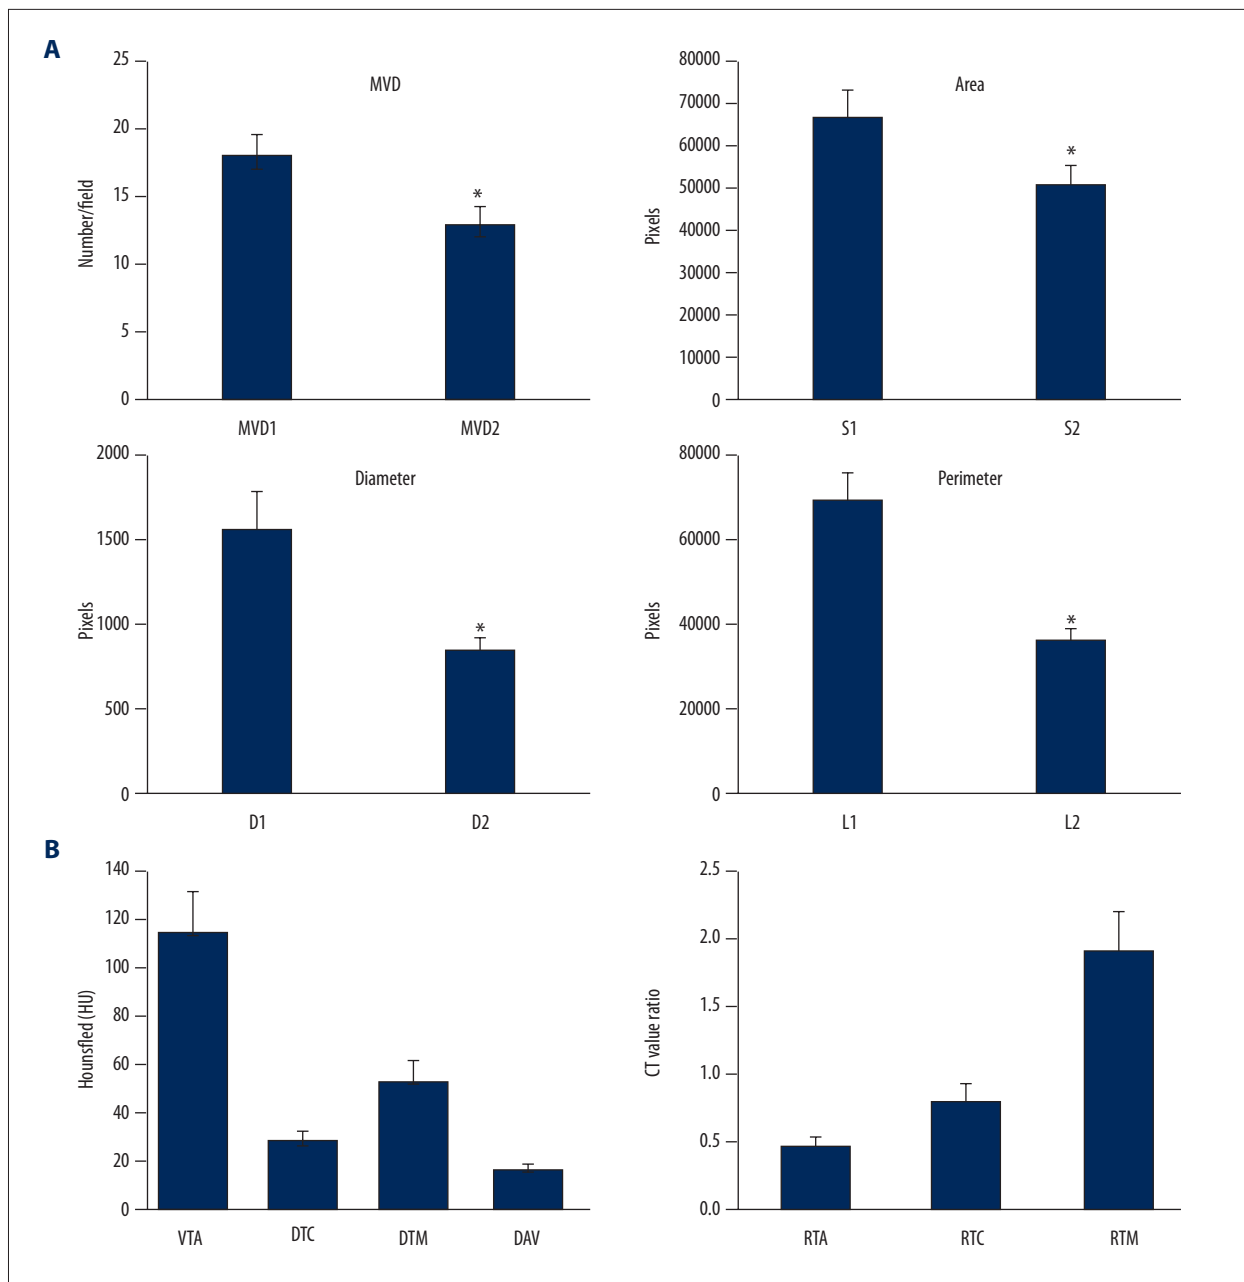 A
MVD
Number/field
25
20
15
10
5
0
MVD1 MVD2
Area
Pixels
80000
70000
60000
50000
40000
30000
20000
10000
0
*
*
S1 S2
Diameter
Pixels
2000
1500
1000
500
0
*
D1 D2
Perimeter
Pixels
80000
60000
40000
20000
0
*
L1 L2
B
Hounsfled (HU)
140
120
100
80
60
40
20
0
VTA DTC DTM DAV
CT value ratio
2.5
2.0
1.5
1.0
0.5
0.0
RTA RTC RTM